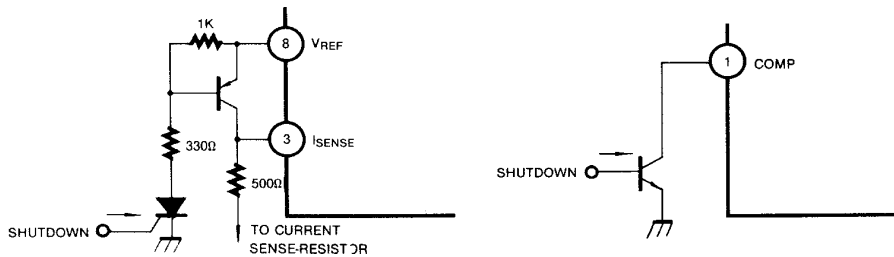 1K
8
VREF
330Ω
3
ISENSE
500Ω
SHUTDOWN
TO CURRENT
SENSE-RESISTOR
1
COMP
SHUTDOWN